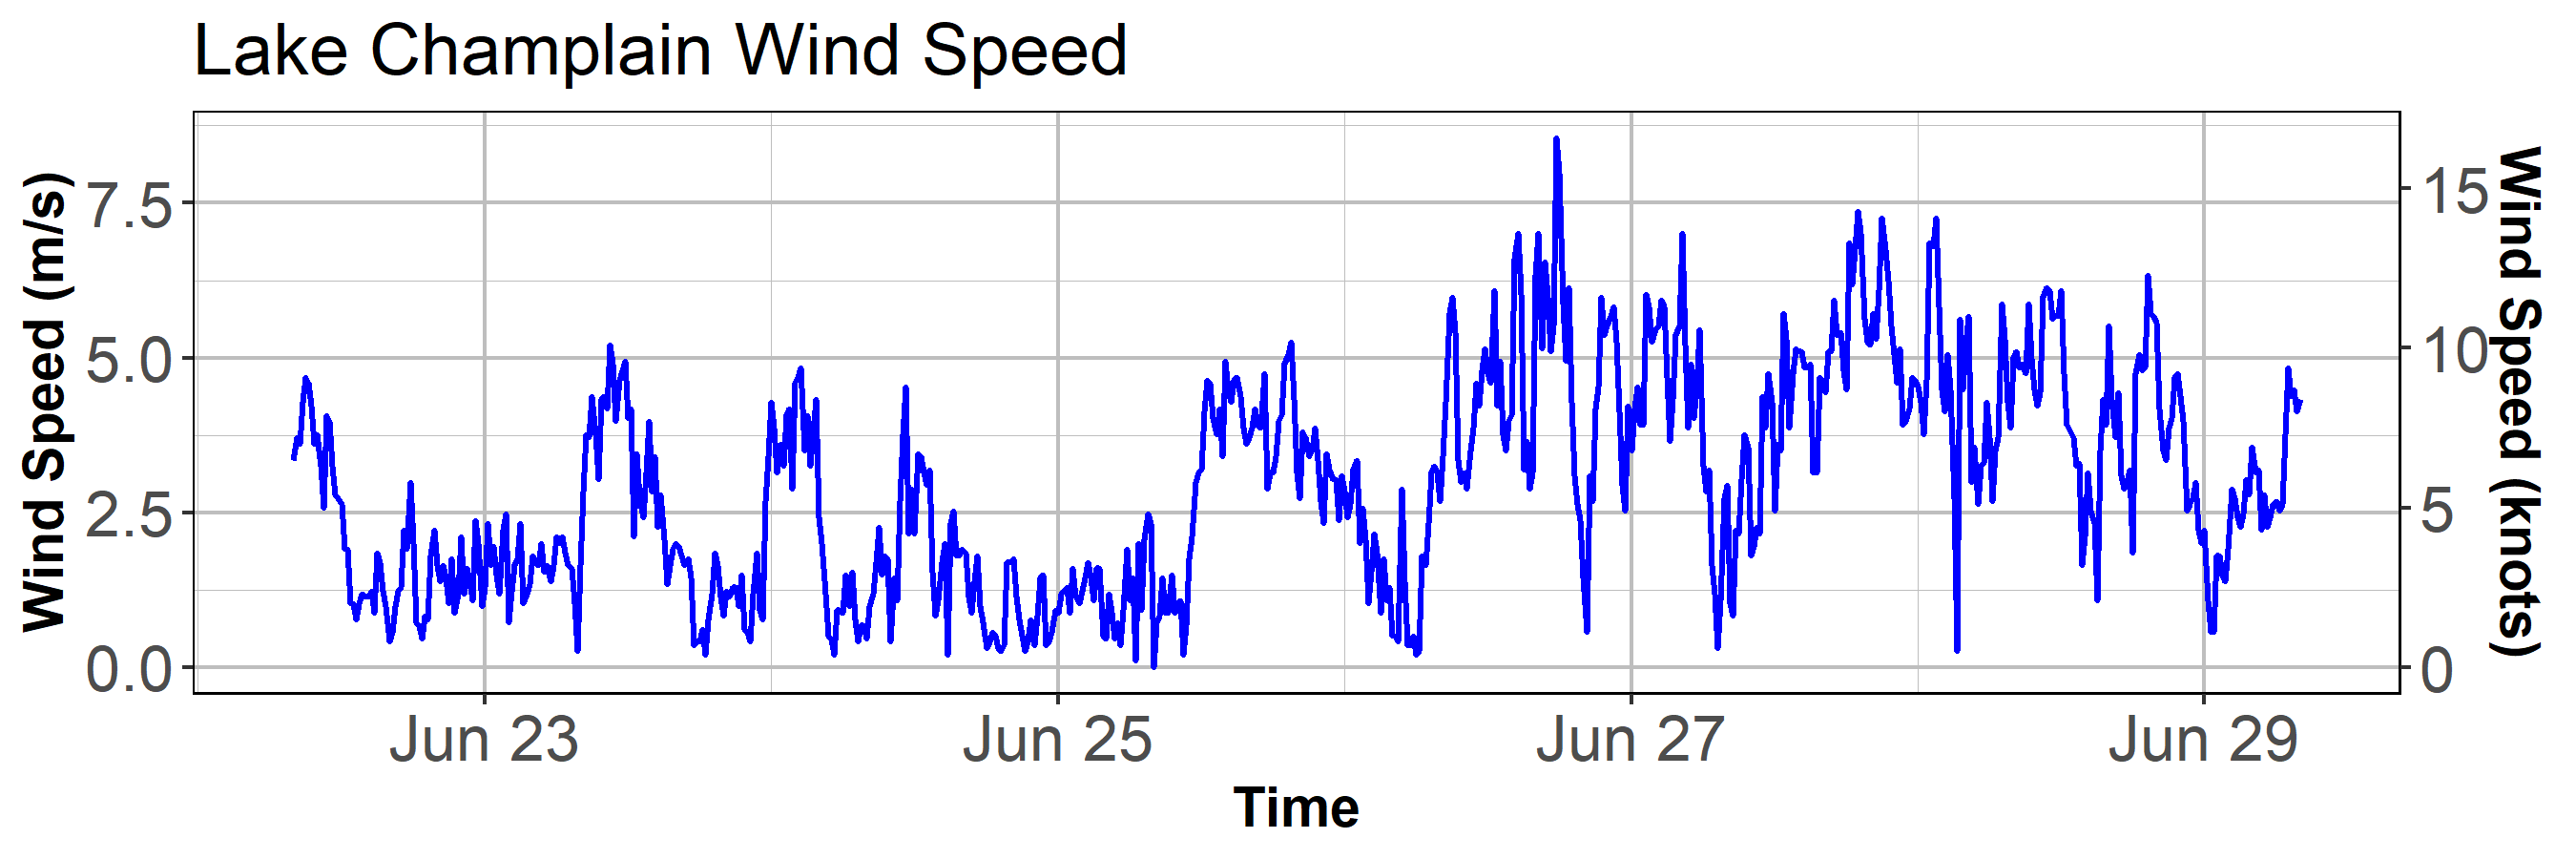 Lake Champlain Wind Speed
Wind Speed (m/s)
7.5
5.0
2.5
0.0
15
10
5
0
Wind Speed (knots)
Jun 23
Jun 25
Jun 27
Jun 29
Time